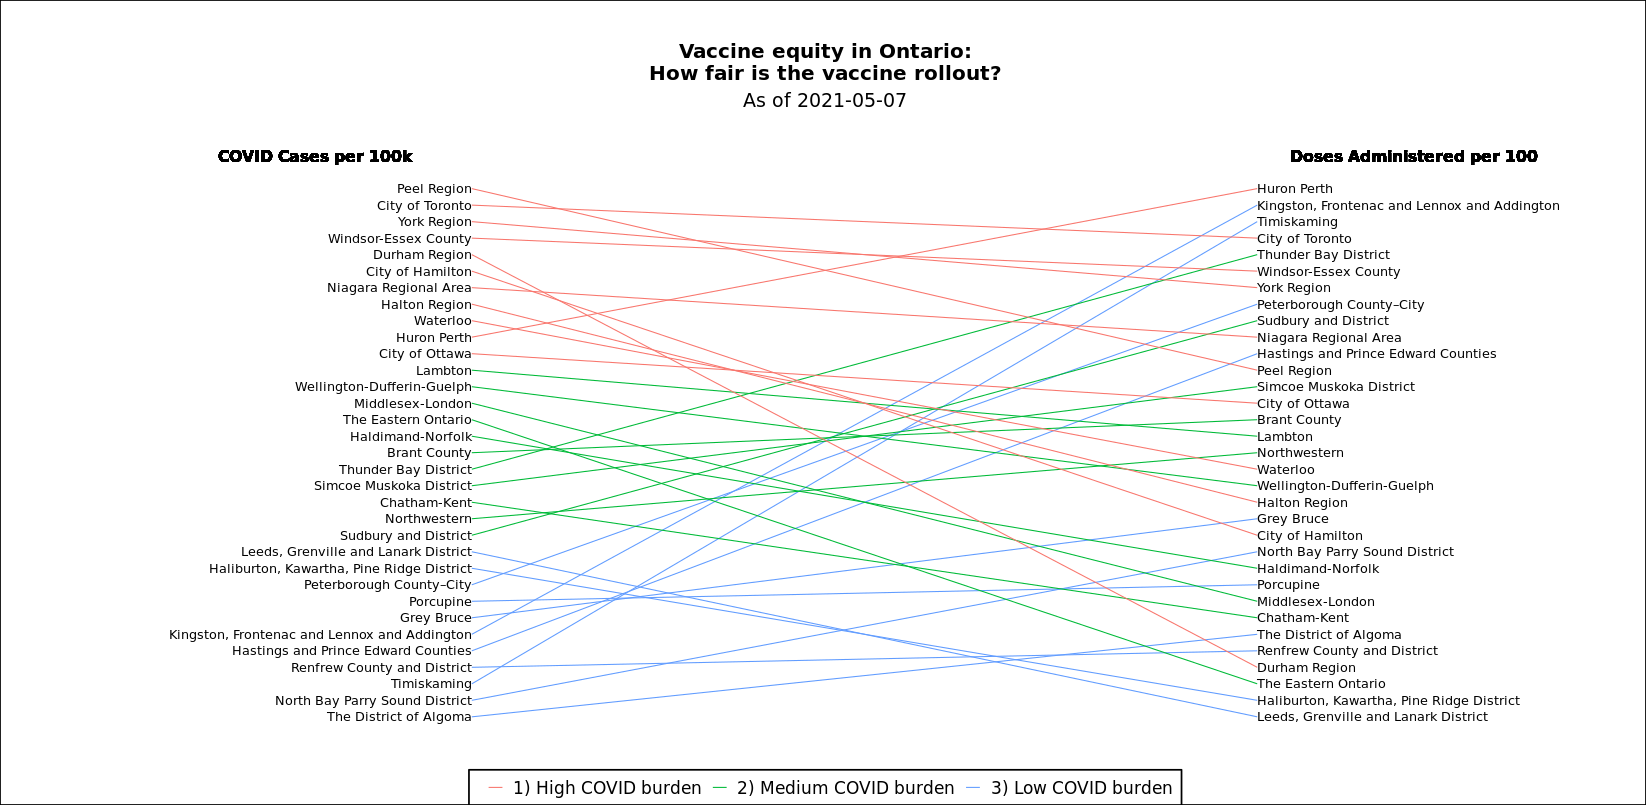 Vaccine equity in Ontario:
How fair is the vaccine rollout?
As of 2021-05-07
COVID Cases per 100k
Peel Region
City of Toronto
York Region
Windsor-Essex County
Durham Region
City of Hamilton
Niagara Regional Area
Halton Region
Waterloo
Huron Perth
City of Ottawa
Lambton
Wellington-Dufferin-Guelph
Middlesex-London
The Eastern Ontario
Haldimand-Norfolk
Brant County
Thunder Bay District
Simcoe Muskoka District
Chatham-Kent
Northwestern
Sudbury and District
Leeds, Grenville and Lanark District
Haliburton, Kawartha, Pine Ridge District
Peterborough County–City
Porcupine
Grey Bruce
Kingston, Frontenac and Lennox and Addington
Hastings and Prince Edward Counties
Renfrew County and District
Timiskaming
North Bay Parry Sound District
The District of Algoma
Doses Administered per 100
Huron Perth
Kingston, Frontenac and Lennox and Addington
Timiskaming
City of Toronto
Thunder Bay District
Windsor-Essex County
York Region
Peterborough County–City
Sudbury and District
Niagara Regional Area
Hastings and Prince Edward Counties
Peel Region
Simcoe Muskoka District
City of Ottawa
Brant County
Lambton
Northwestern
Waterloo
Wellington-Dufferin-Guelph
Halton Region
Grey Bruce
City of Hamilton
North Bay Parry Sound District
Haldimand-Norfolk
Porcupine
Middlesex-London
Chatham-Kent
The District of Algoma
Renfrew County and District
Durham Region
The Eastern Ontario
Haliburton, Kawartha, Pine Ridge District
Leeds, Grenville and Lanark District
1) High COVID burden 2) Medium COVID burden 3) Low COVID burden